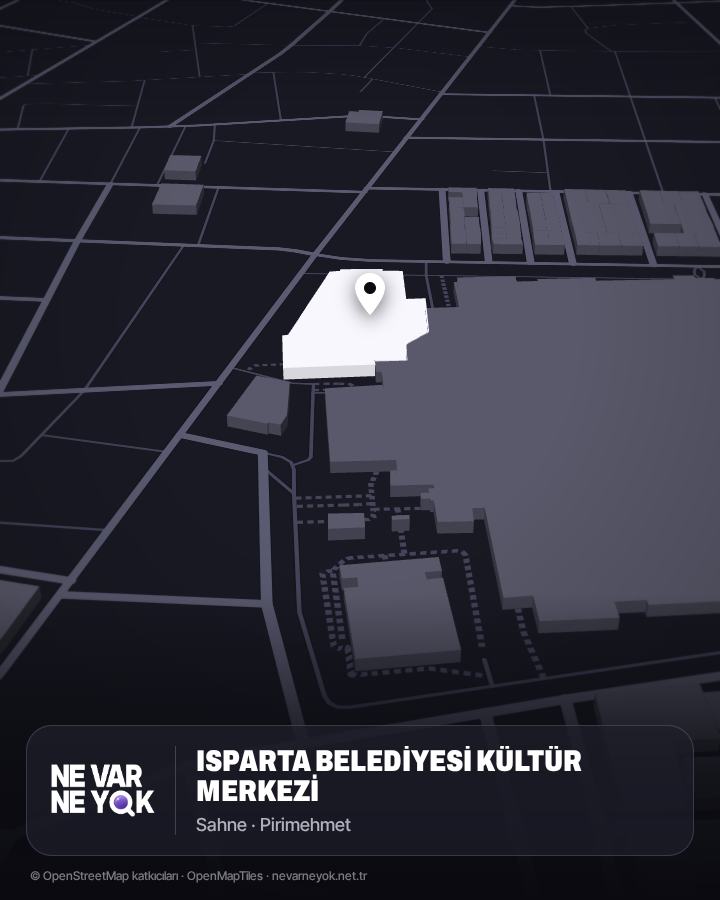 NE VAR
NE YOK
ISPARTA BELEDİYESİ KÜLTÜR
MERKEZİ
Sahne · Pirimehmet
© OpenStreetMap katkıcıları · OpenMapTiles · nevarneyok.net.tr